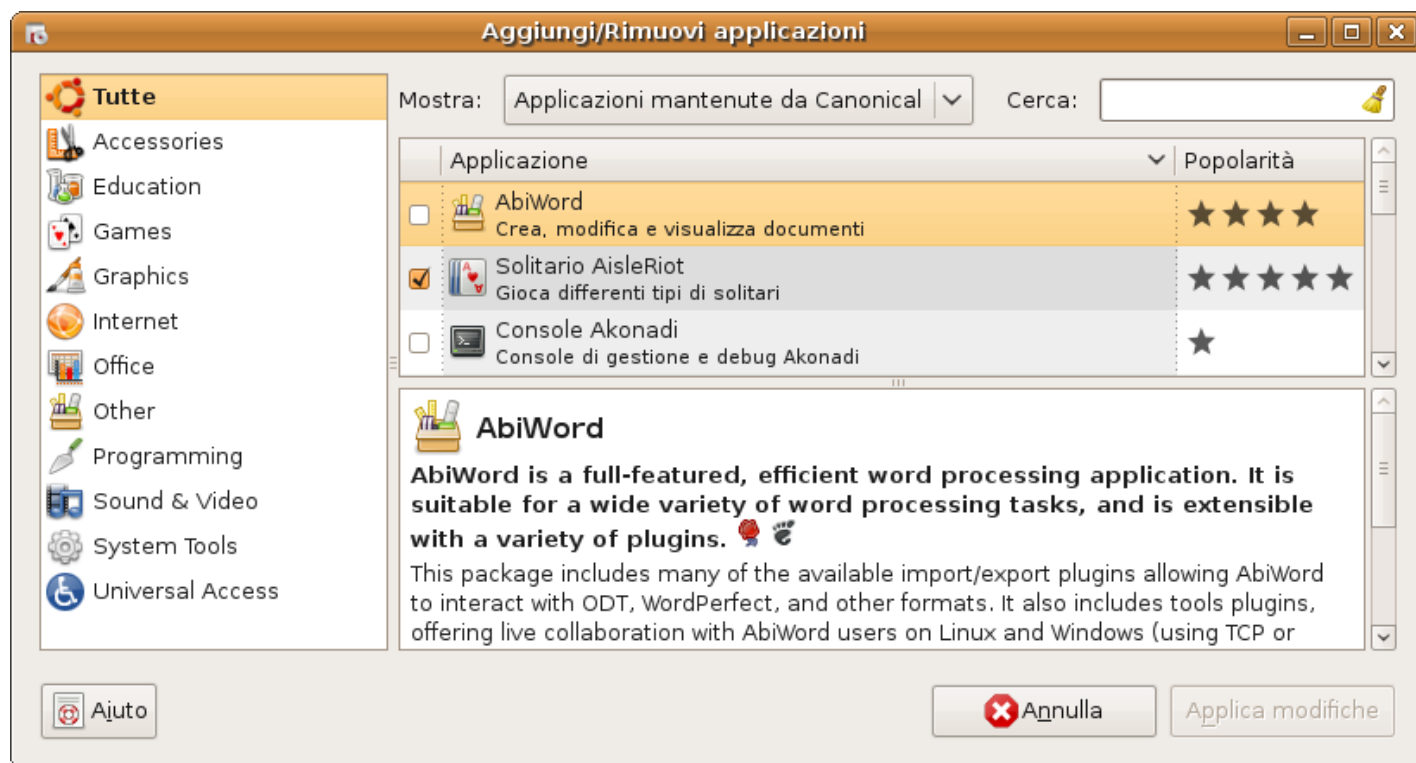 Aggiungi/Rimuovi applicazioni
Tutte
Accessories
Education
Games
Graphics
Internet
Office
Other
Programming
Sound & Video
System Tools
Universal Access
Mostra: Applicazioni mantenute da Canonical Cerca:
Applicazione Popolarità
AbiWord
Crea, modifica e visualizza documenti
Solitario AisleRiot
Gioca differenti tipi di solitari
Console Akonadi
Console di gestione e debug Akonadi
AbiWord
AbiWord is a full-featured, efficient word processing application. It is
suitable for a wide variety of word processing tasks, and is extensible
with a variety of plugins.
This package includes many of the available import/export plugins allowing AbiWord
to interact with ODT, WordPerfect, and other formats. It also includes tools plugins,
offering live collaboration with AbiWord users on Linux and Windows (using TCP or
Aiuto Annulla Applica modifiche